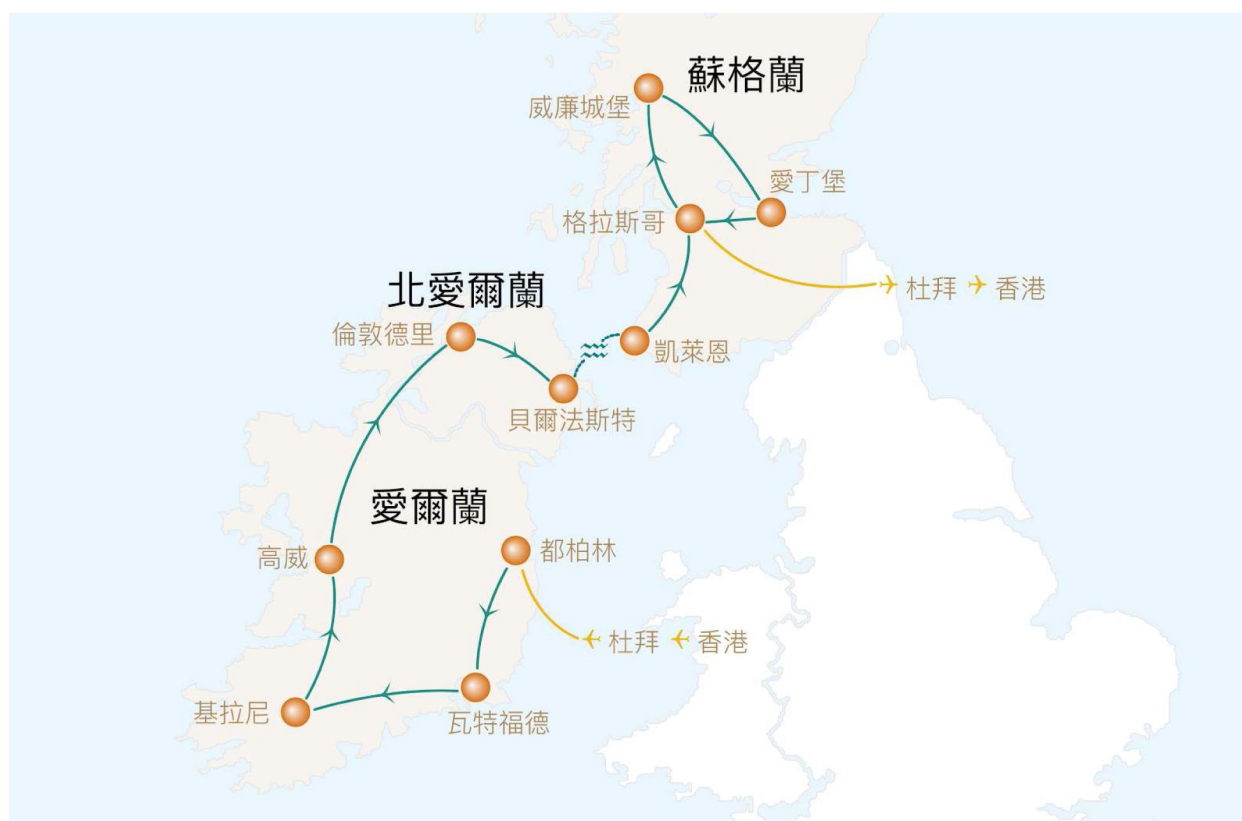 蘇格蘭
威廉城堡
愛丁堡
格拉斯哥
杜拜 香港
北愛爾蘭
倫敦德里
凱萊恩
貝爾法斯特
愛爾蘭
都柏林
高威
杜拜 香港
基拉尼
瓦特福德